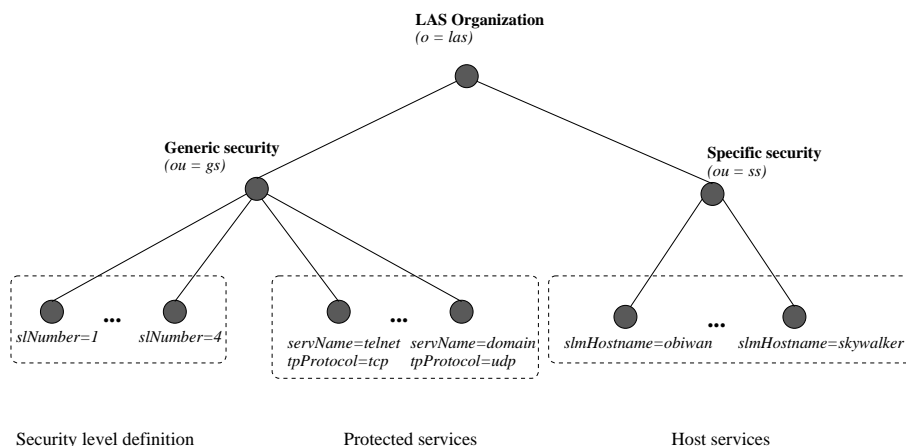 LAS Organization
(o = las)
Generic security
(ou = gs)
Specific security
(ou = ss)
... ... ...
slNumber=1 slNumber=4 servName=telnet servName=domain slmHostname=obiwan slmHostname=skywalker
tpProtocol=tcp tpProtocol=udp
Security level definition Protected services Host services